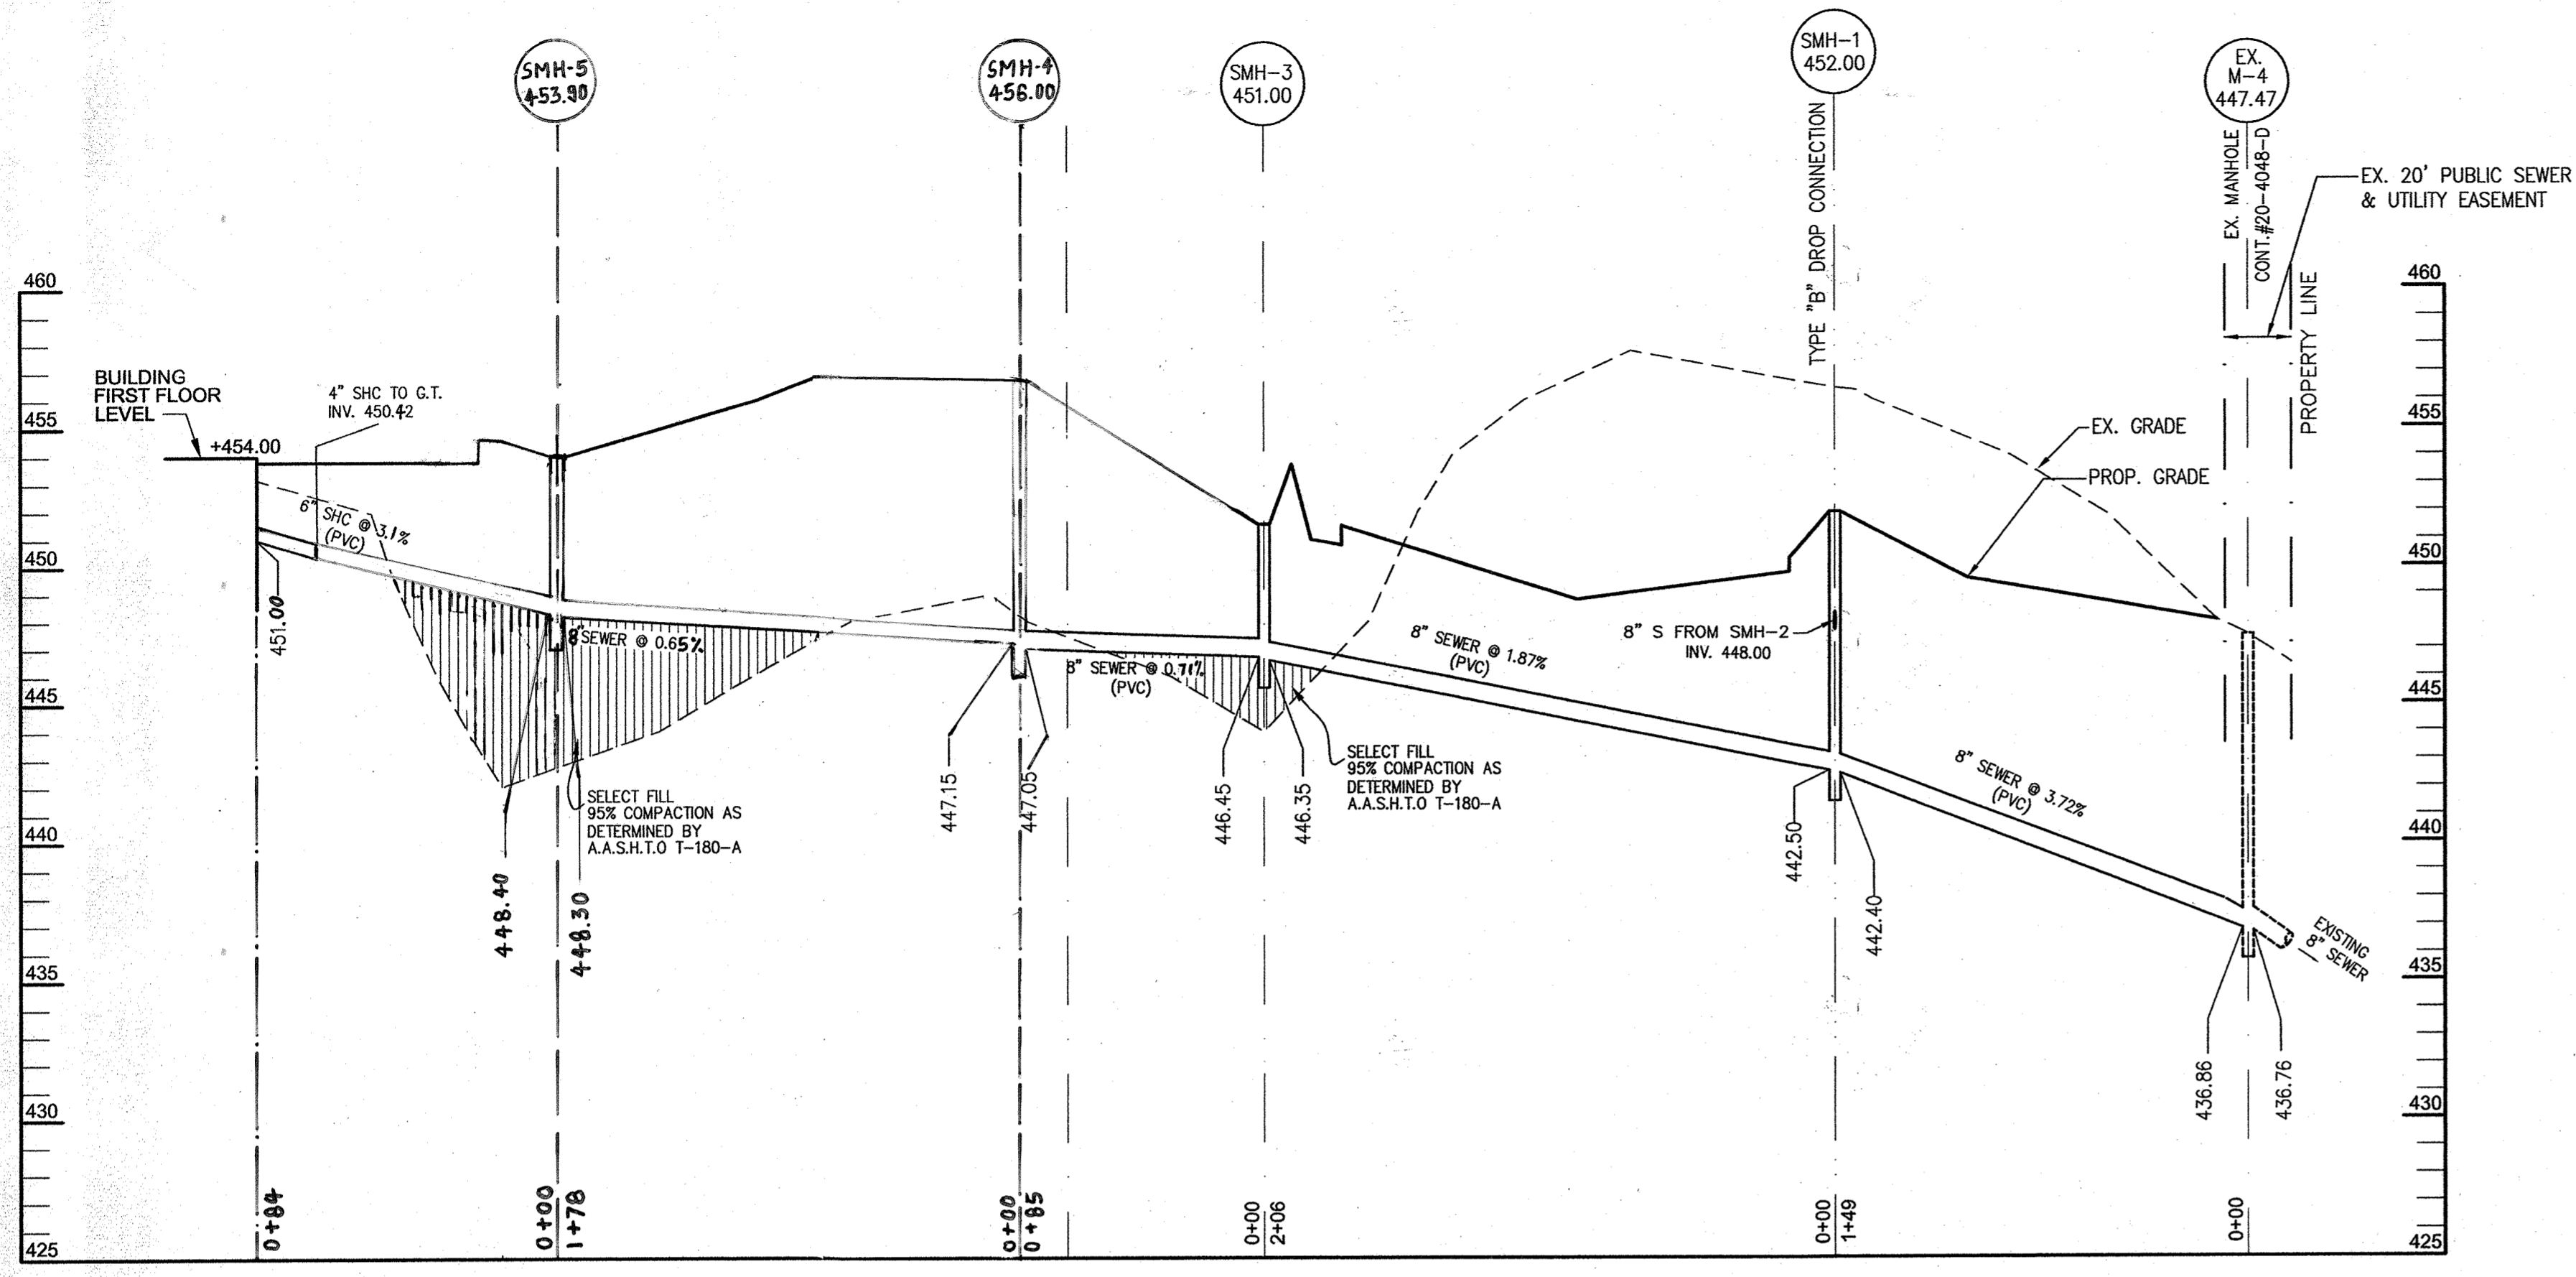 SMH-5
453.90
SMH-4
456.00
SMH-3
451.00
SMH-1
452.00
EX.
M-4
447.47
TYPE "B" DROP CONNECTION
EX. MANHOLE
CONT.#20-4048-D
EX. 20' PUBLIC SEWER
& UTILITY EASEMENT
PROPERTY LINE
460
455
450
445
440
435
430
425
BUILDING
FIRST FLOOR
LEVEL
+454.00
4" SHC TO G.T.
INV. 450.42
6" SHC @ 3.1%
(PVC)
451.00
8" SEWER @ 0.65%
SELECT FILL
95% COMPACTION AS
DETERMINED BY
A.A.S.H.T.O T-180-A
448.40
448.30
447.15
447.05
8" SEWER @ 0.71%
(PVC)
446.45
446.35
SELECT FILL
95% COMPACTION AS
DETERMINED BY
A.A.S.H.T.O T-180-A
8" SEWER @ 1.87%
(PVC)
8" S FROM SMH-2
INV. 448.00
442.50
442.40
EX. GRADE
PROP. GRADE
8" SEWER @ 3.72%
(PVC)
436.86
436.76
EXISTING
8" SEWER
460
455
450
445
440
435
430
425
0+84
0+00
1+78
0+00
0+85
0+00
2+06
0+00
1+49
0+00